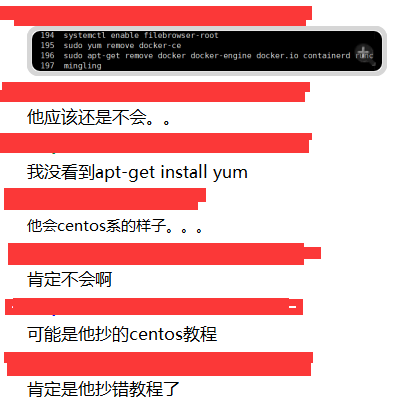 194 systemctl enable filebrowser-root
195 sudo yum remove docker-ce
196 sudo apt-get remove docker docker-engine docker.io containerd runc
197 mingling
他应该还是不会。。
我没看到apt-get install yum
他会centos系的样子。。。
肯定不会啊
可能是他抄的centos教程
肯定是他抄错教程了